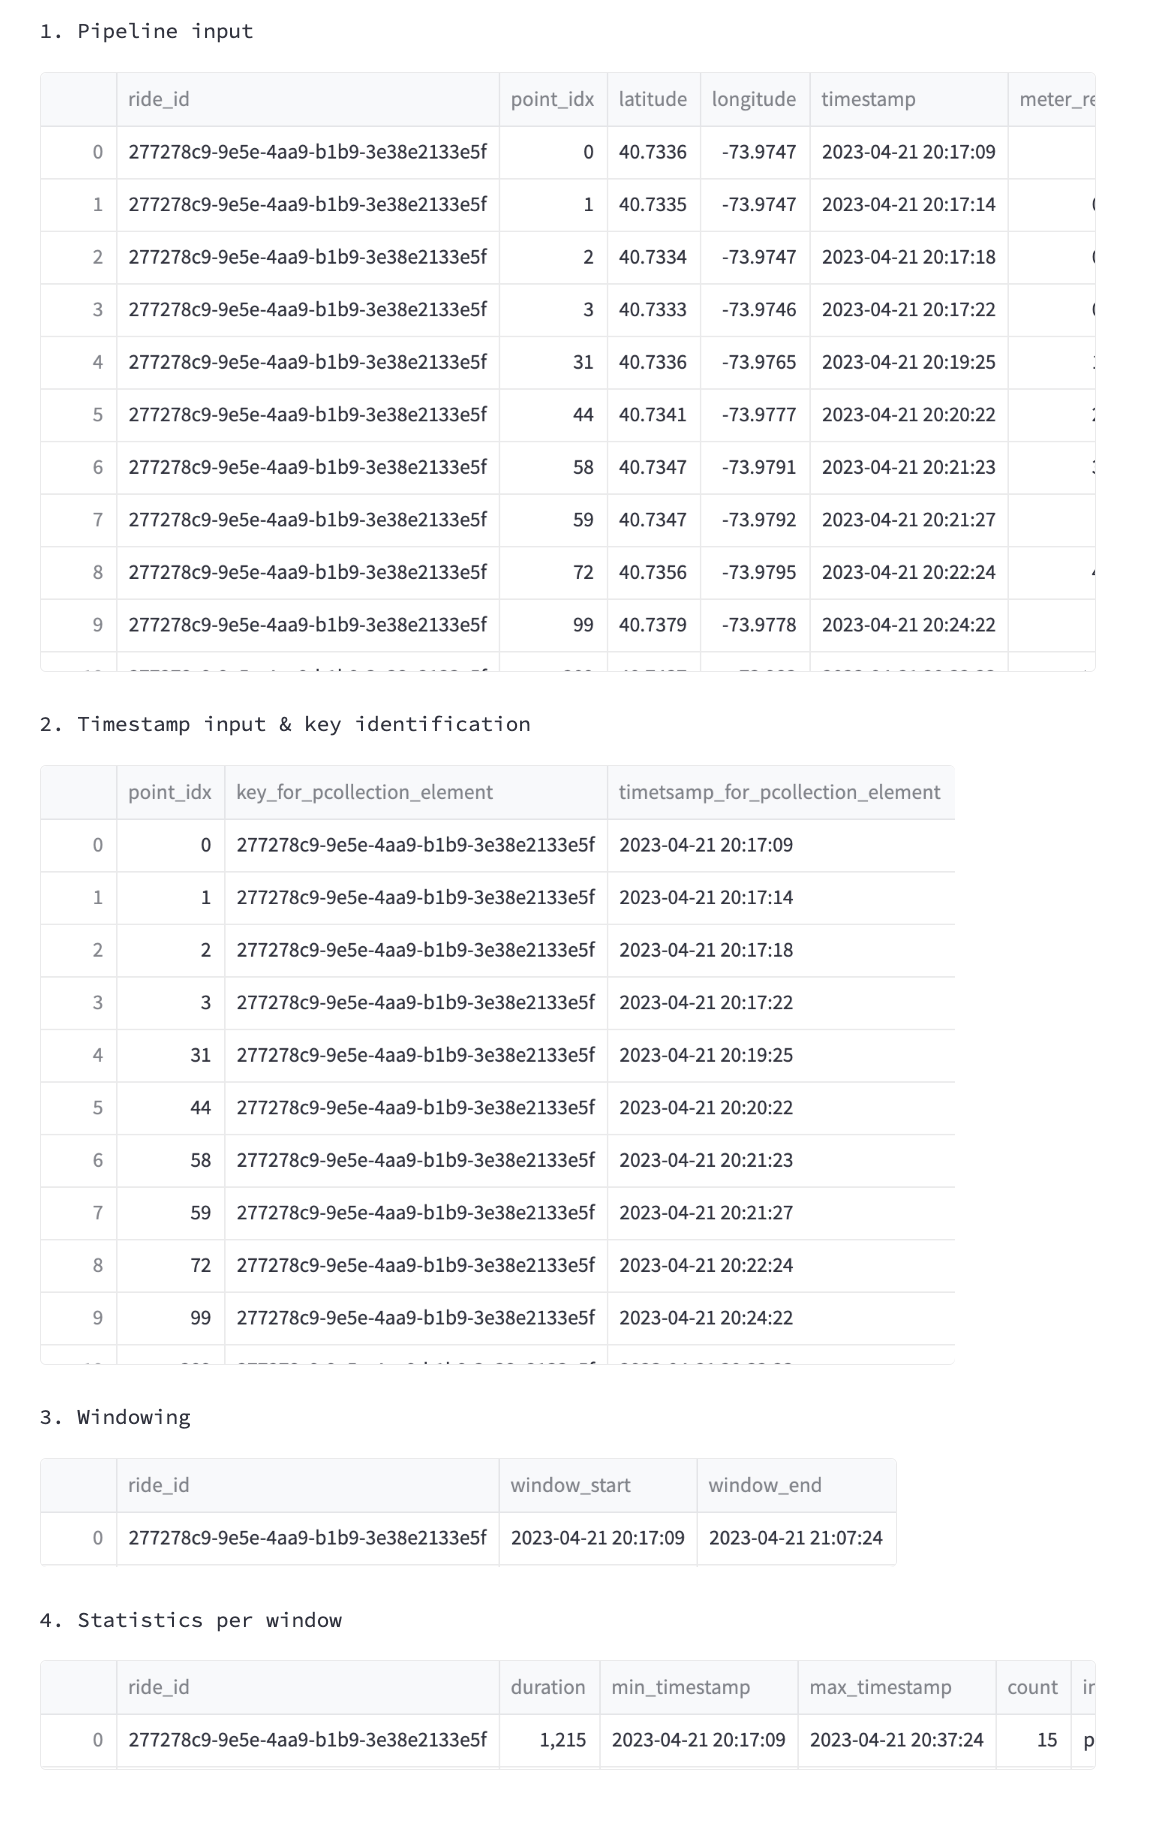 1. Pipeline input
ride_id point_idx latitude longitude timestamp
0 277278c9-9e5e-4aa9-b1b9-3e38e2133e5f 0 40.7336 -73.9747 2023-04-21 20:17:09
1 277278c9-9e5e-4aa9-b1b9-3e38e2133e5f 1 40.7335 -73.9747 2023-04-21 20:17:14
2 277278c9-9e5e-4aa9-b1b9-3e38e2133e5f 2 40.7334 -73.9747 2023-04-21 20:17:18
3 277278c9-9e5e-4aa9-b1b9-3e38e2133e5f 3 40.7333 -73.9746 2023-04-21 20:17:22
4 277278c9-9e5e-4aa9-b1b9-3e38e2133e5f 31 40.7336 -73.9765 2023-04-21 20:19:25
5 277278c9-9e5e-4aa9-b1b9-3e38e2133e5f 44 40.7341 -73.9777 2023-04-21 20:20:22
6 277278c9-9e5e-4aa9-b1b9-3e38e2133e5f 58 40.7347 -73.9791 2023-04-21 20:21:23
7 277278c9-9e5e-4aa9-b1b9-3e38e2133e5f 59 40.7347 -73.9792 2023-04-21 20:21:27
8 277278c9-9e5e-4aa9-b1b9-3e38e2133e5f 72 40.7356 -73.9795 2023-04-21 20:22:24
9 277278c9-9e5e-4aa9-b1b9-3e38e2133e5f 99 40.7379 -73.9778 2023-04-21 20:24:22
2. Timestamp input & key identification
point_idx key_for_pcollection_element timetsamp_for_pcollection_element
0 0 277278c9-9e5e-4aa9-b1b9-3e38e2133e5f 2023-04-21 20:17:09
1 1 277278c9-9e5e-4aa9-b1b9-3e38e2133e5f 2023-04-21 20:17:14
2 2 277278c9-9e5e-4aa9-b1b9-3e38e2133e5f 2023-04-21 20:17:18
3 3 277278c9-9e5e-4aa9-b1b9-3e38e2133e5f 2023-04-21 20:17:22
4 31 277278c9-9e5e-4aa9-b1b9-3e38e2133e5f 2023-04-21 20:19:25
5 44 277278c9-9e5e-4aa9-b1b9-3e38e2133e5f 2023-04-21 20:20:22
6 58 277278c9-9e5e-4aa9-b1b9-3e38e2133e5f 2023-04-21 20:21:23
7 59 277278c9-9e5e-4aa9-b1b9-3e38e2133e5f 2023-04-21 20:21:27
8 72 277278c9-9e5e-4aa9-b1b9-3e38e2133e5f 2023-04-21 20:22:24
9 99 277278c9-9e5e-4aa9-b1b9-3e38e2133e5f 2023-04-21 20:24:22
3. Windowing
ride_id window_start window_end
0 277278c9-9e5e-4aa9-b1b9-3e38e2133e5f 2023-04-21 20:17:09 2023-04-21 21:07:24
4. Statistics per window
ride_id duration min_timestamp max_timestamp count
0 277278c9-9e5e-4aa9-b1b9-3e38e2133e5f 1,215 2023-04-21 20:17:09 2023-04-21 20:37:24 15